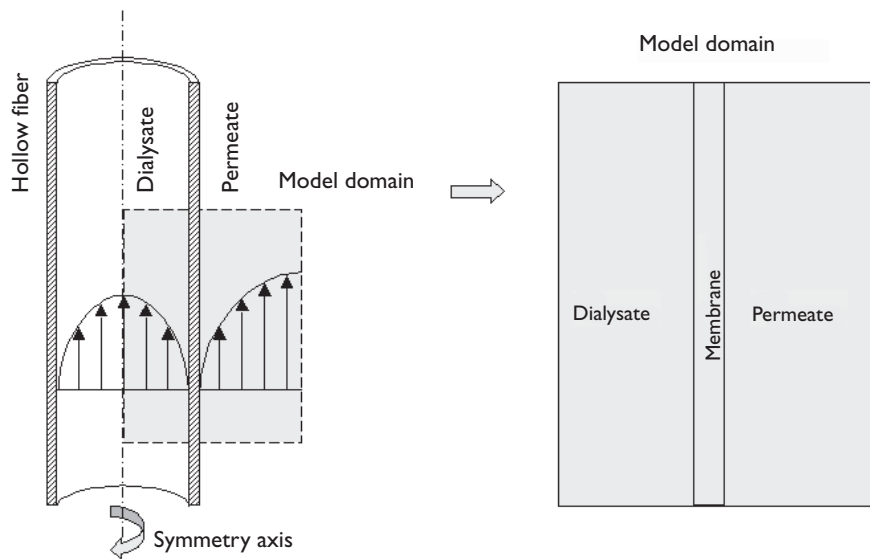 Hollow fiber
Dialysate
Permeate
Model domain
Symmetry axis
Model domain
Dialysate
Membrane
Permeate